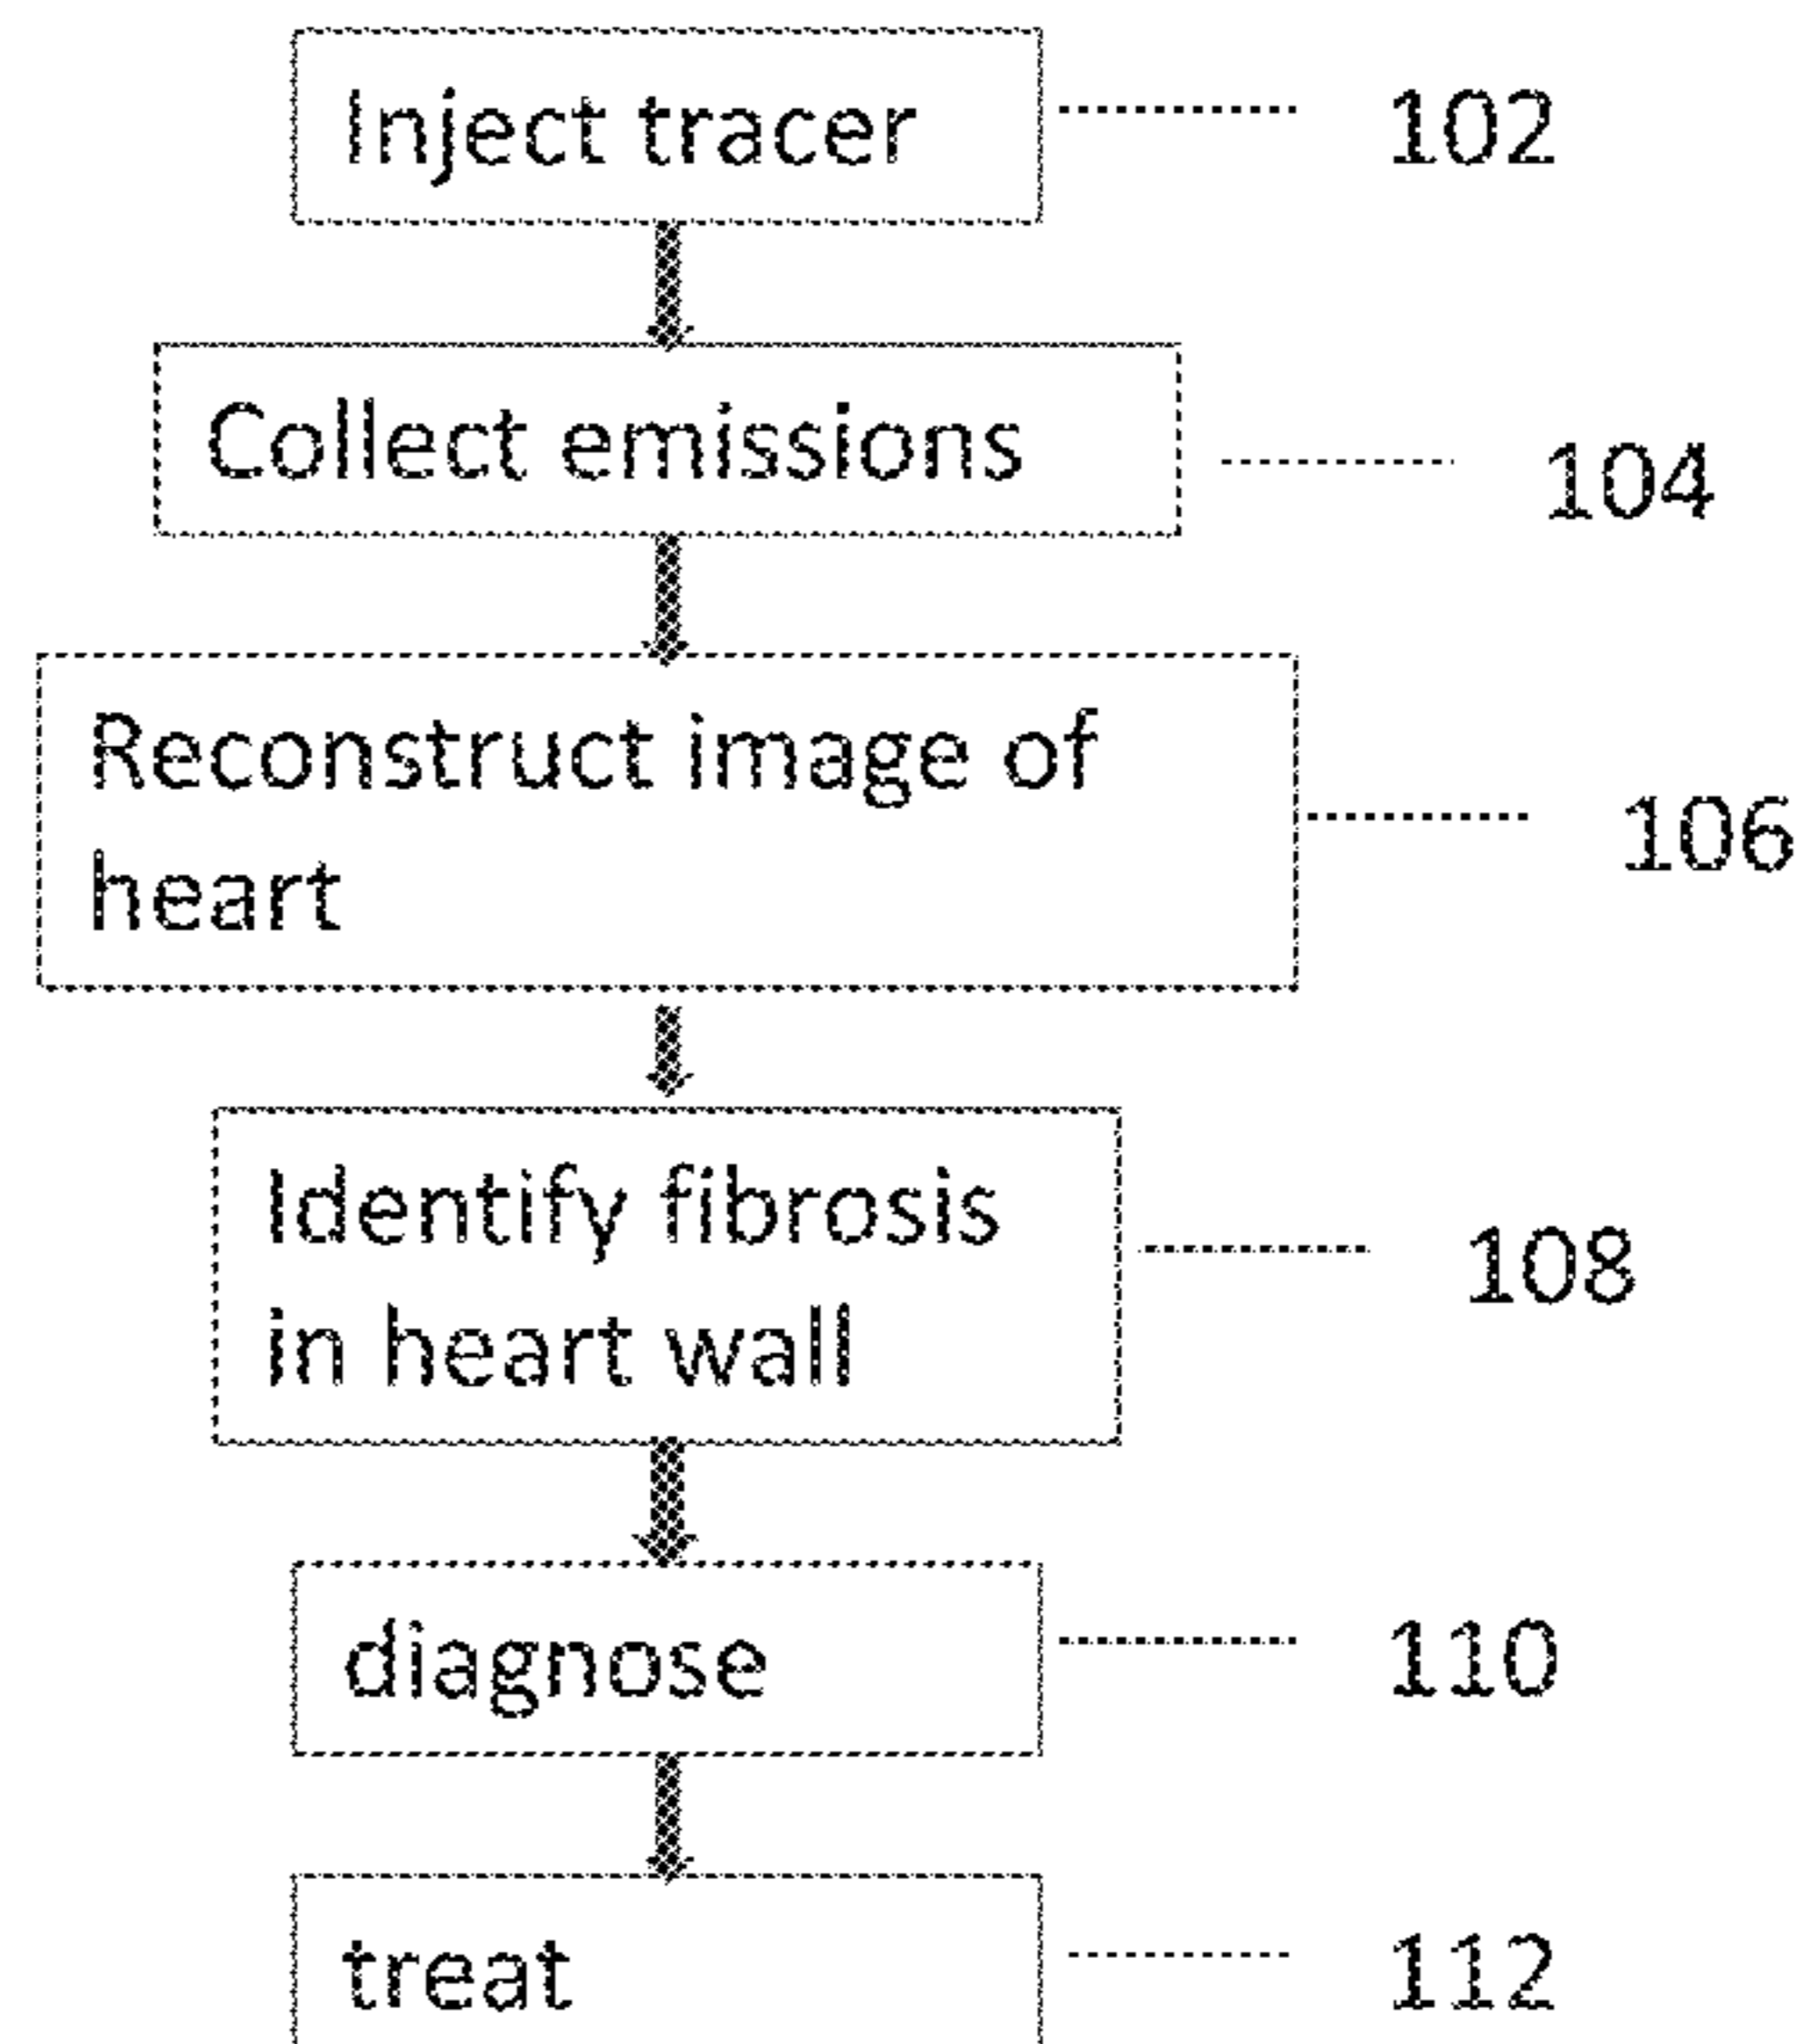 Inject tracer 102
Collect emissions 104
Reconstruct image of
heart
106
Identify fibrosis
in heart wall
108
diagnose 110
treat 112